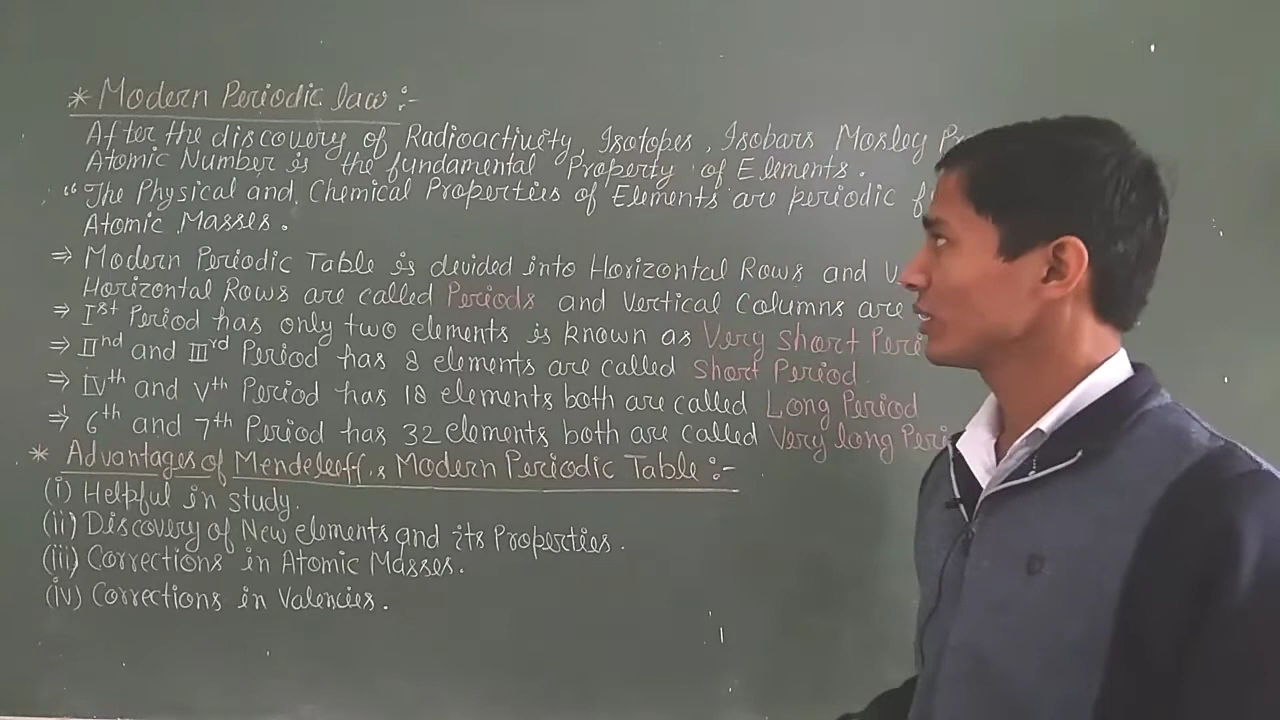 * Modern Periodic law :-
After the discovery of Radioactivity, Isotopes, Isobars Mosley
Atomic Number is the fundamental Property of Elements.
"The Physical and Chemical Properties of Elements are periodic
Atomic Masses.
⇒ Modern Periodic Table is devided into Horizontal Rows and
Horizontal Rows are called Periods and Vertical Columns are
⇒ Ist Period has only two elements is known as Very Short Peri
⇒ IInd and IIIrd Period has 8 elements are called Short Period
⇒ IVth and Vth Period has 18 elements both are called Long Period
⇒ 6th and 7th Period has 32 elements both are called Very long Peri
* Advantages of Mendeleeff,s Modern Periodic Table :-
(i) Helpful in study.
(ii) Discovery of New elements and its Properties.
(iii) Corrections in Atomic Masses.
(iv) Corrections in Valencies.